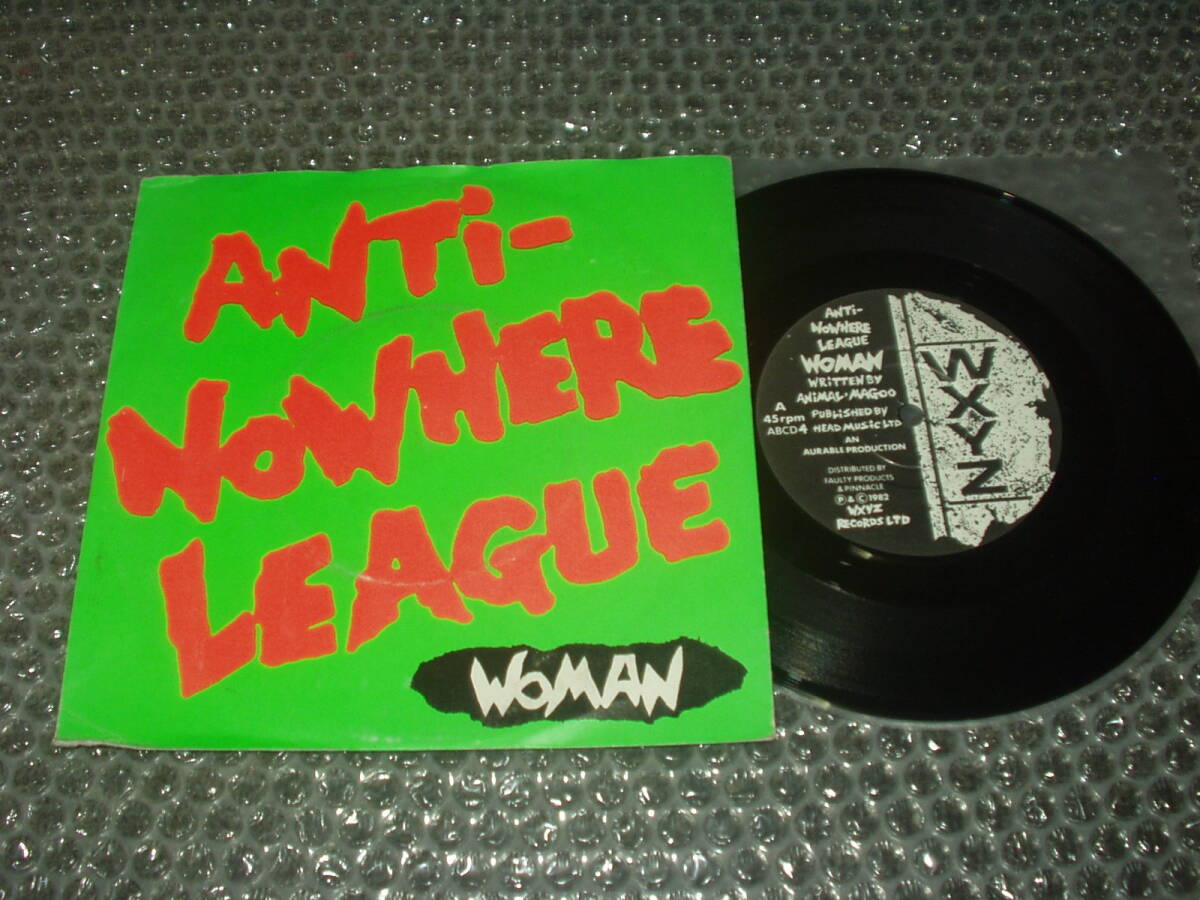 ANTi-
NOWHERE
LEAGUE
WOMAN
ANTi-
NOWHERE
LEAGUE
WOMAN
WRiTTEN BY
ANiMAL·MAGOO
A
45rpm
ABCD4
PUBLiSHED BY
HEAD MUSiC LTD
AN
AURABLE PRODUCTION
DISTRIBUTED BY
FAULTY PRODUCTS
& PINNACLE
Ⓟ & © 1982
WXYZ
RECORDS LTD
WXYZ